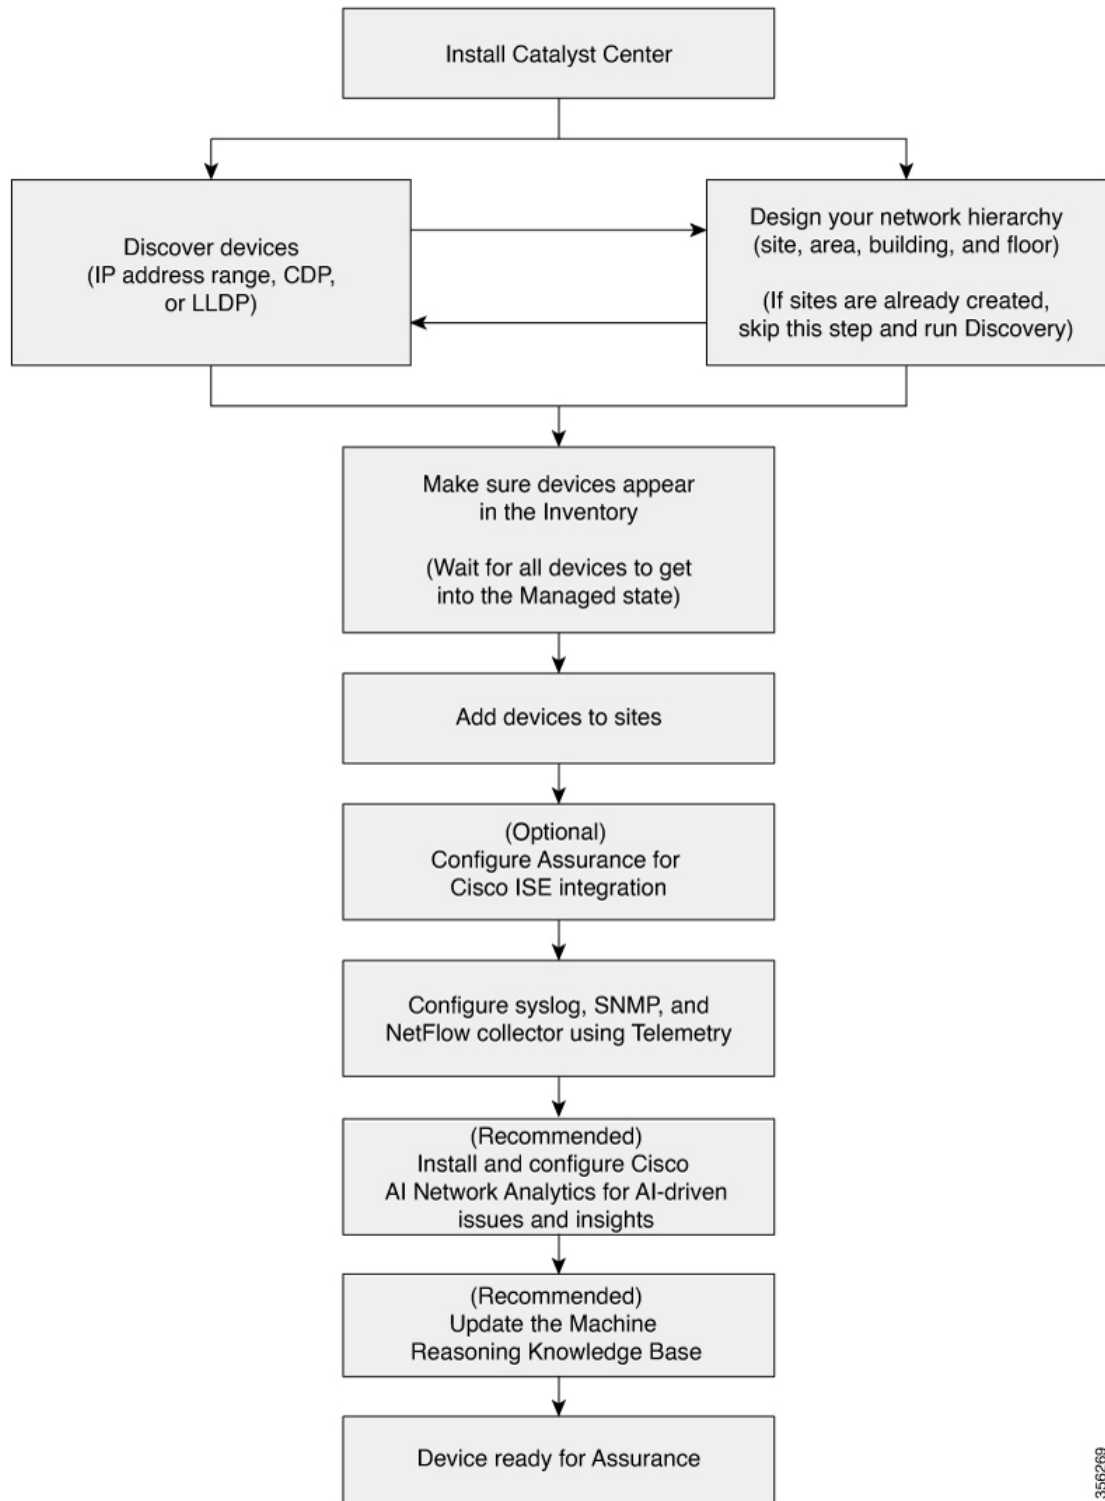 Install Catalyst Center
Discover devices
(IP address range, CDP,
or LLDP)
Design your network hierarchy
(site, area, building, and floor)
(If sites are already created,
skip this step and run Discovery)
Make sure devices appear
in the Inventory
(Wait for all devices to get
into the Managed state)
Add devices to sites
(Optional)
Configure Assurance for
Cisco ISE integration
Configure syslog, SNMP, and
NetFlow collector using Telemetry
(Recommended)
Install and configure Cisco
AI Network Analytics for AI-driven
issues and insights
(Recommended)
Update the Machine
Reasoning Knowledge Base
Device ready for Assurance
356269